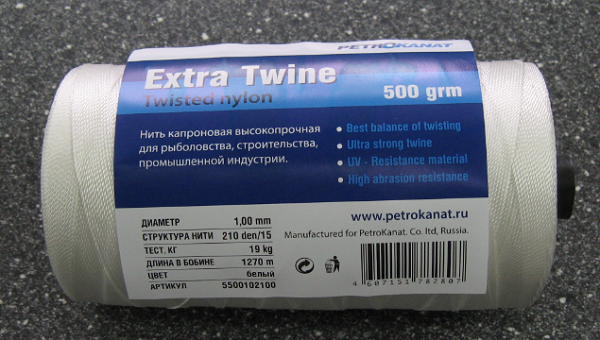 PETROKANAT
Extra Twine
Twisted nylon
500 grm
Нить капроновая высокопрочная
для рыболовства, строительства,
промышленной индустрии.
• Best balance of twisting
• Ultra strong twine
• UV - Resistance material
• High abrasion resistance
www.petrokanat.ru
Manufactured for PetroKanat. Co. ltd, Russia.
ДИАМЕТР 1,00 mm
СТРУКТУРА НИТИ 210 den/15
ТЕСТ. КГ 19 kg
ДЛИНА В БОБИНЕ 1270 m
ЦВЕТ белый
АРТИКУЛ 5500102100
4 607151 782807